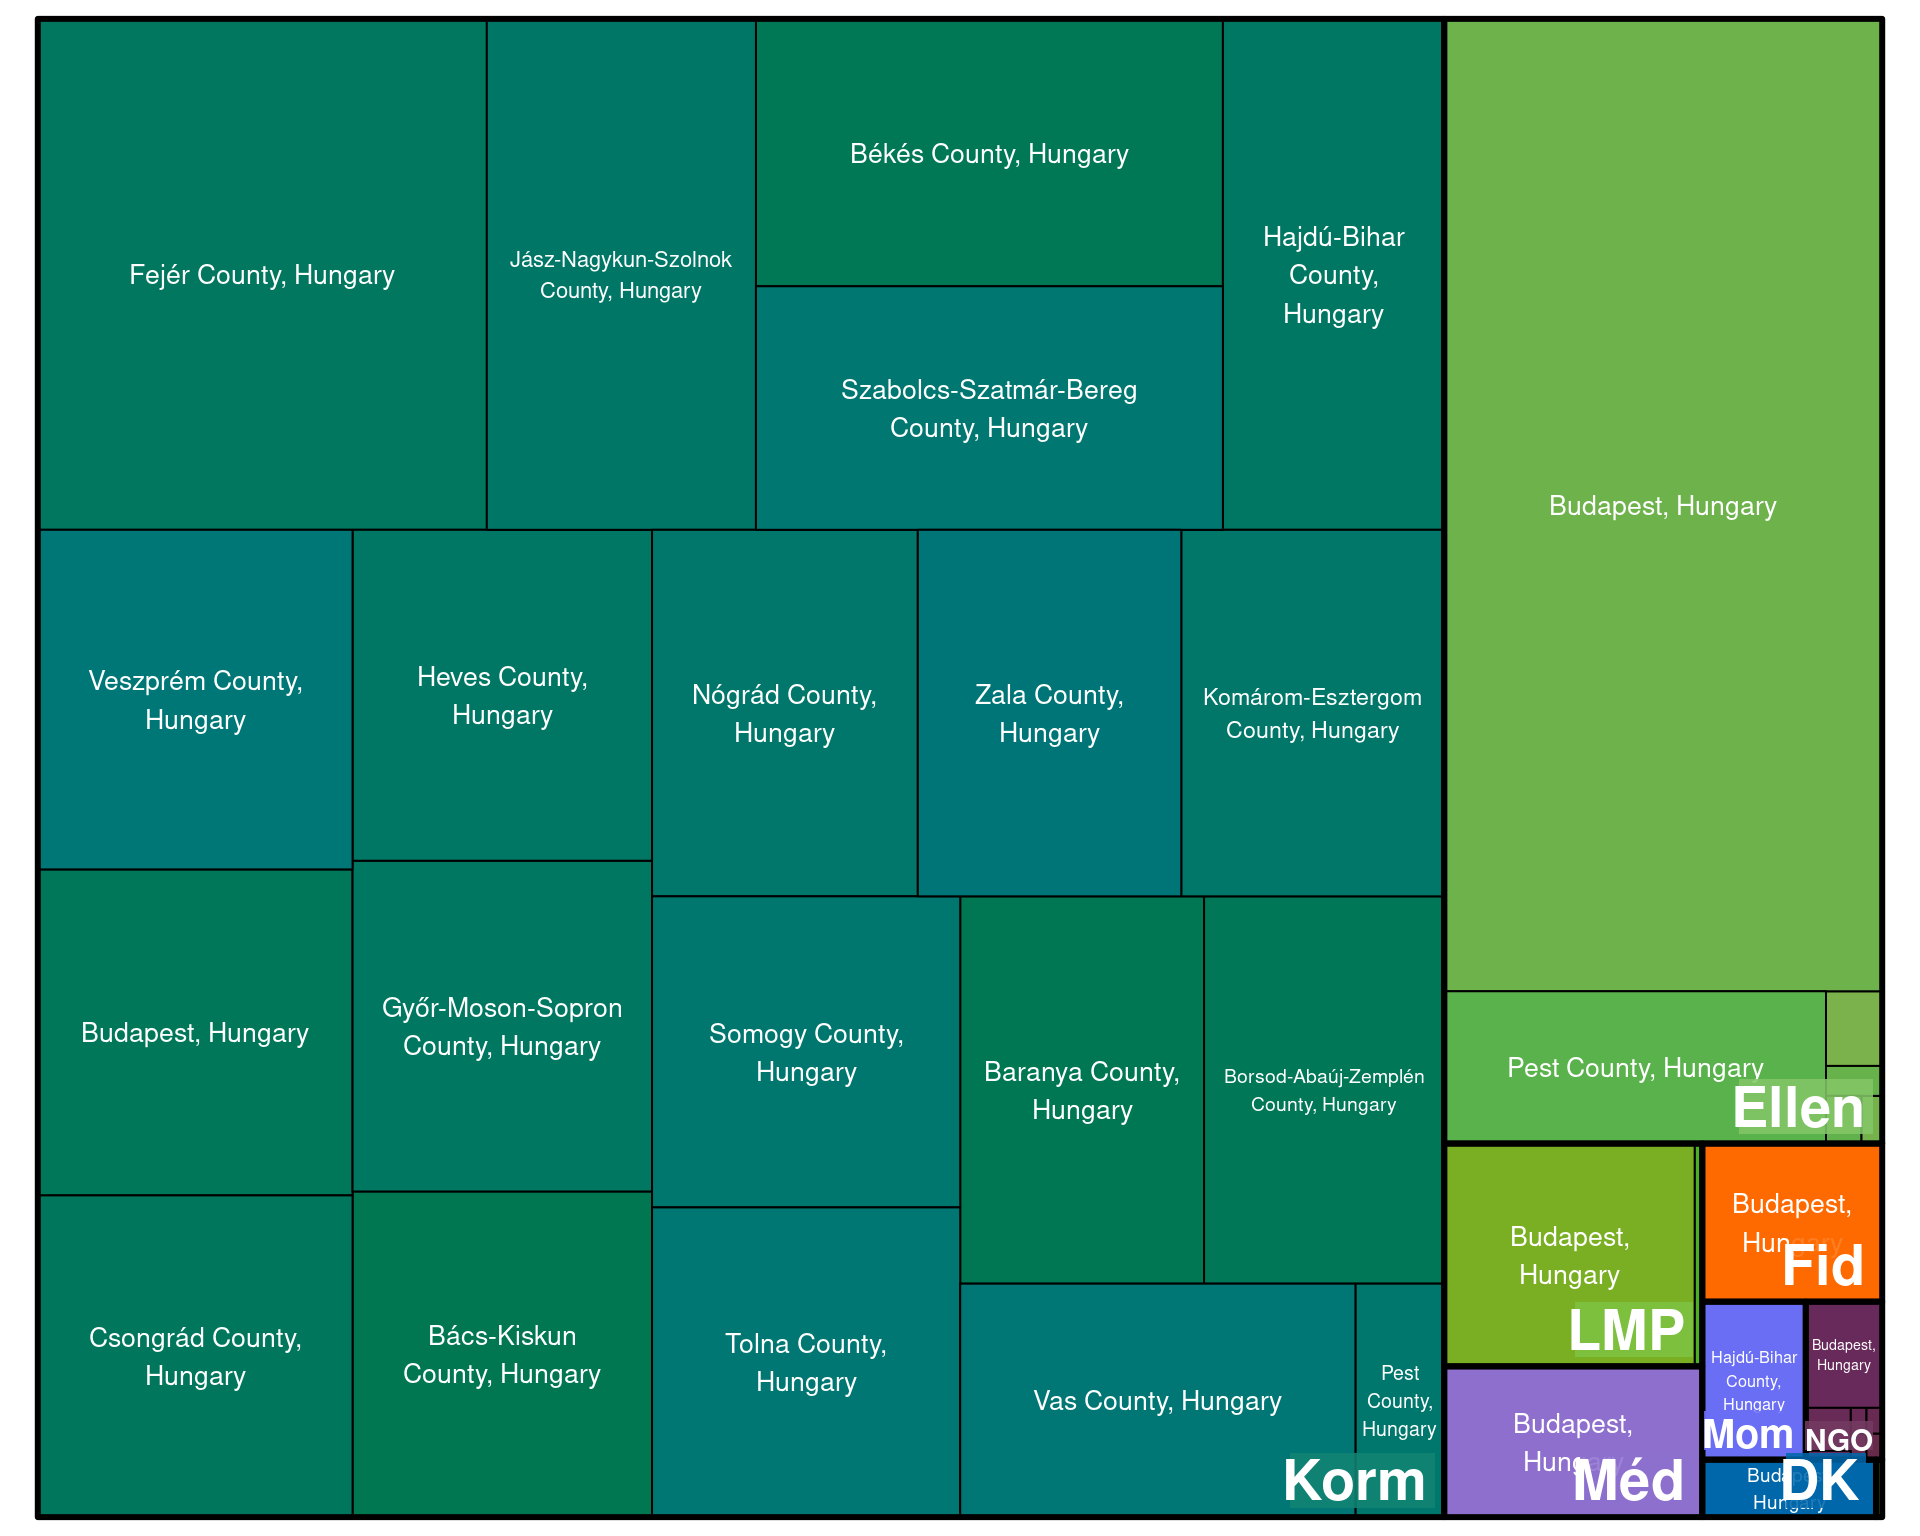 Fejér County, Hungary
Jász-Nagykun-Szolnok
County, Hungary
Békés County, Hungary
Szabolcs-Szatmár-Bereg
County, Hungary
Hajdú-Bihar
County,
Hungary
Veszprém County,
Hungary
Heves County,
Hungary
Nógrád County,
Hungary
Zala County,
Hungary
Komárom-Esztergom
County, Hungary
Budapest, Hungary
Győr-Moson-Sopron
County, Hungary
Somogy County,
Hungary
Baranya County,
Hungary
Borsod-Abaúj-Zemplén
County, Hungary
Csongrád County,
Hungary
Bács-Kiskun
County, Hungary
Tolna County,
Hungary
Vas County, Hungary
Pest
County,
Hungary
Korm
Budapest, Hungary
Pest County, Hungary
Ellen
Budapest,
Hungary
LMP
Budapest,
Hungary
Fid
Budapest,
Hungary
Méd
Hajdú-Bihar
County,
Hungary
Mom
Budapest,
Hungary
NGO
Budapest,
Hungary
DK